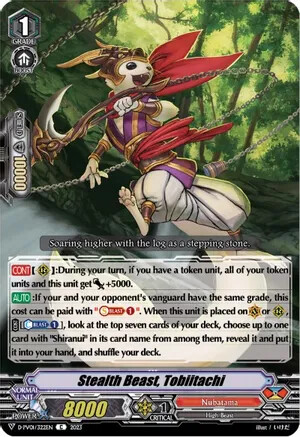 1
GRADE
BOOST
10000
Soaring higher with the log as a stepping stone.
CONT【 】:During your turn, if you have a token unit, all of your token
units and this unit get +5000.
AUTO:If your and your opponent's vanguard have the same grade, this
cost can be paid with "SOUL BLAST 1". When this unit is placed on or
【COUNTER BLAST 1】, look at the top seven cards of your deck, choose up to one
card with "Shiranui" in its card name from among them, reveal it and put
it into your hand, and shuffle your deck.
NORMAL
UNIT
Stealth Beast, Tobiitachi
Nubatama
High Beast
POWER
8000
1
CRITICAL
V D-PV01/222EN C 2023
illust / いけだ